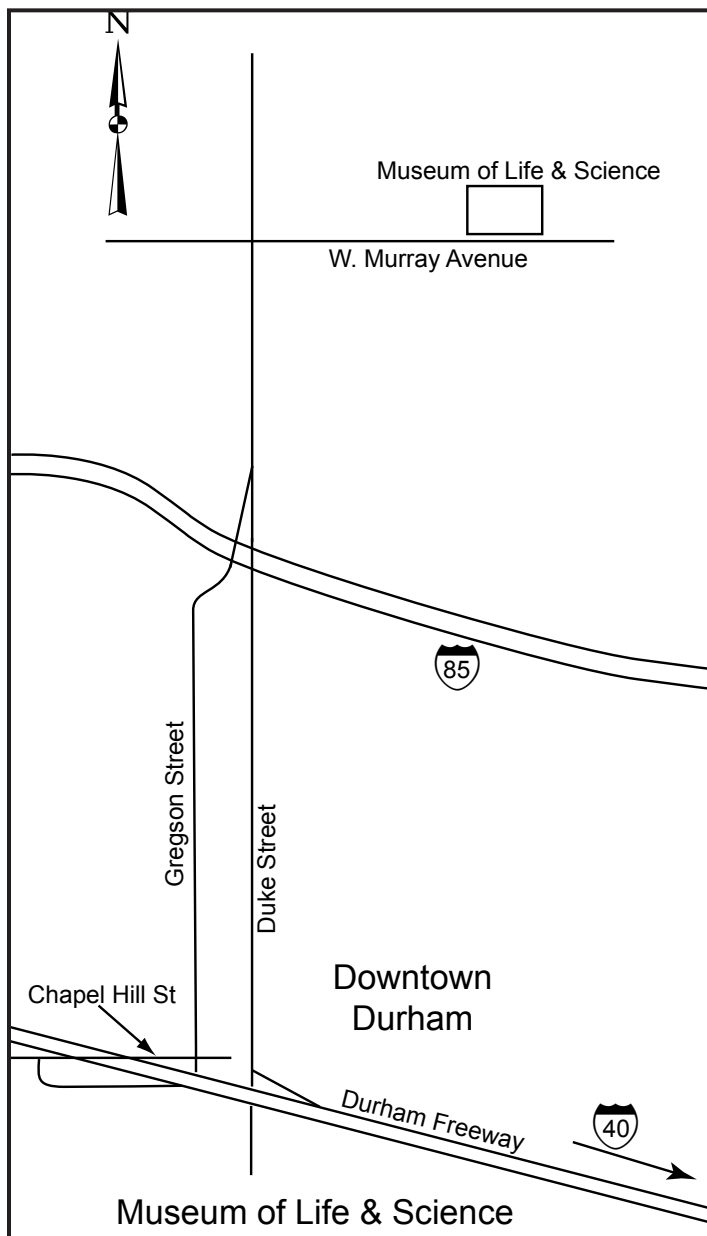 N
Museum of Life & Science
W. Murray Avenue
85
Gregson Street
Duke Street
Downtown
Durham
Chapel Hill St
Durham Freeway
40
Museum of Life & Science